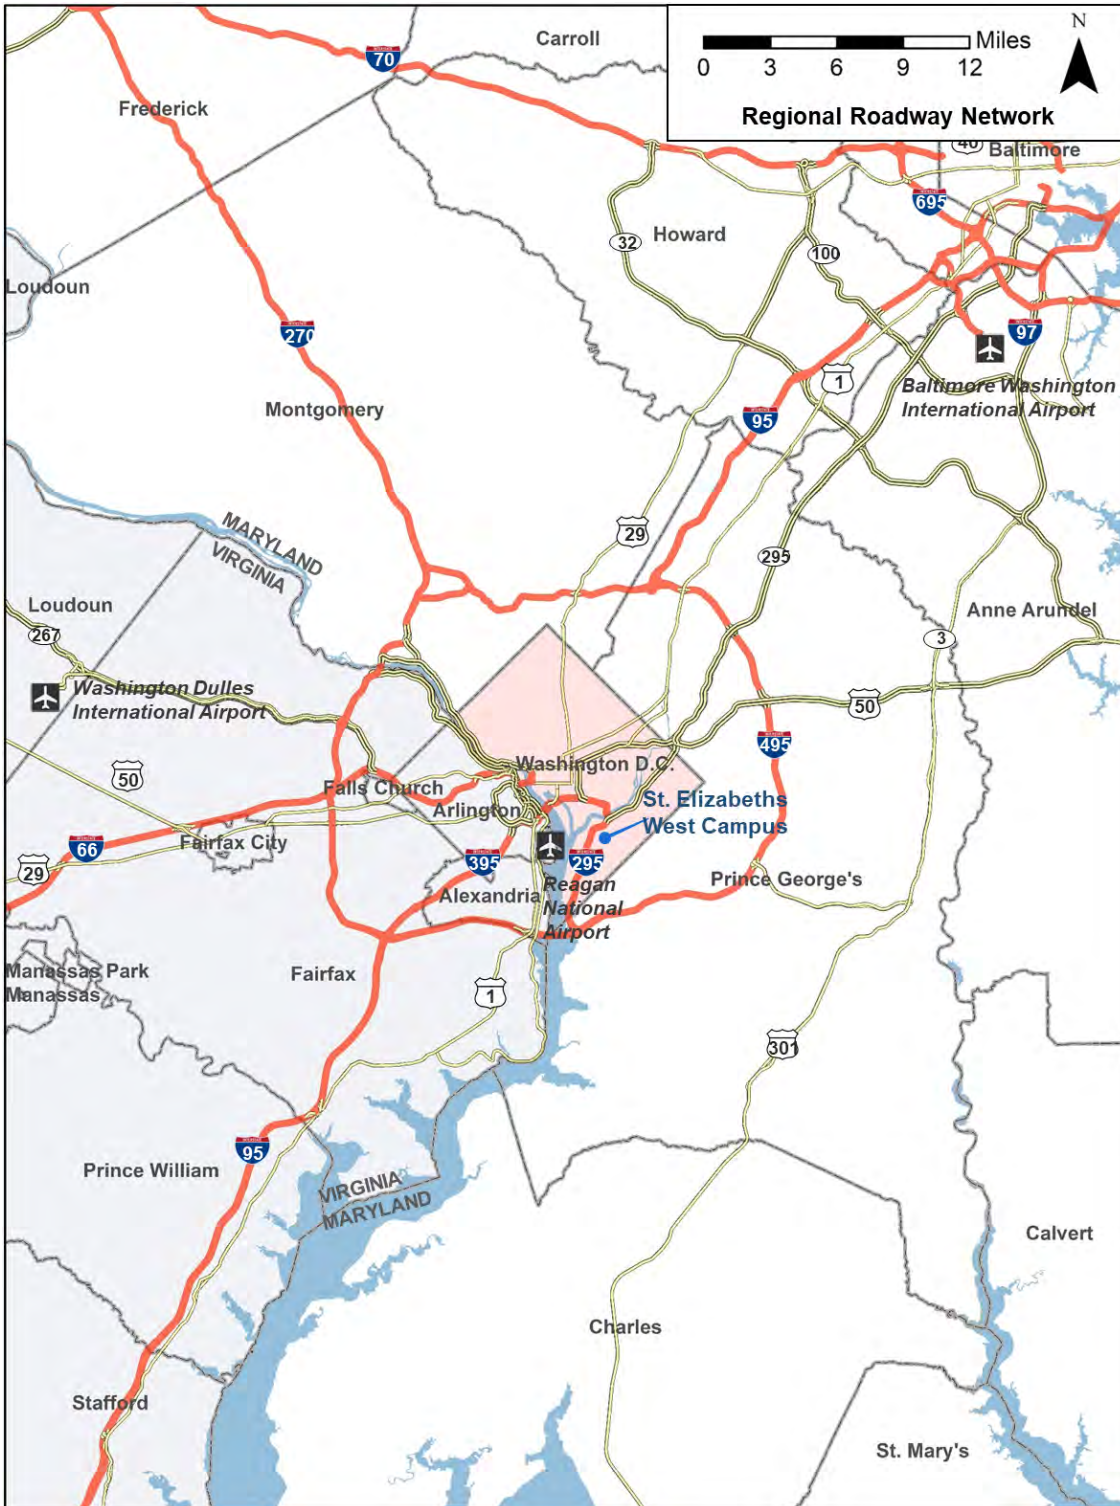 N
Miles
0 3 6 9 12
Regional Roadway Network
Carroll
70
Frederick
40
Baltimore
695
32
Howard
100
Loudoun
270
97
1
Baltimore Washington
International Airport
Montgomery
95
MARYLAND
VIRGINIA
29
295
Loudoun
267
Anne Arundel
3
Washington Dulles
International Airport
50
495
50
Washington D.C.
Falls Church
Arlington
St. Elizabeths
West Campus
66
Fairfax City
29
395
295
Alexandria
Reagan
National
Airport
Prince George's
Manassas Park
Manassas
Fairfax
1
301
95
Prince William
VIRGINIA
MARYLAND
Calvert
Charles
Stafford
St. Mary's